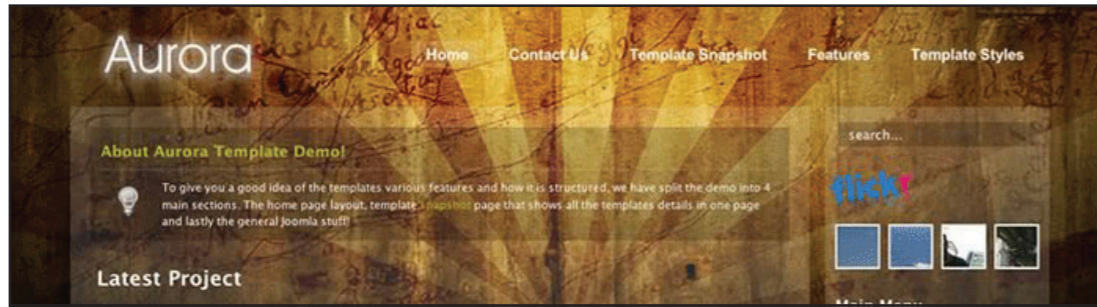 Aurora
Home Contact Us Template Snapshot Features Template Styles
search...
About Aurora Template Demo!
To give you a good idea of the templates various features and how it is structured, we have split the demo into 4
main sections. The home page layout, template snapshot page that shows all the templates details in one page
and lastly the general Joomla stuff!
flickr
Latest Project
Main Menu